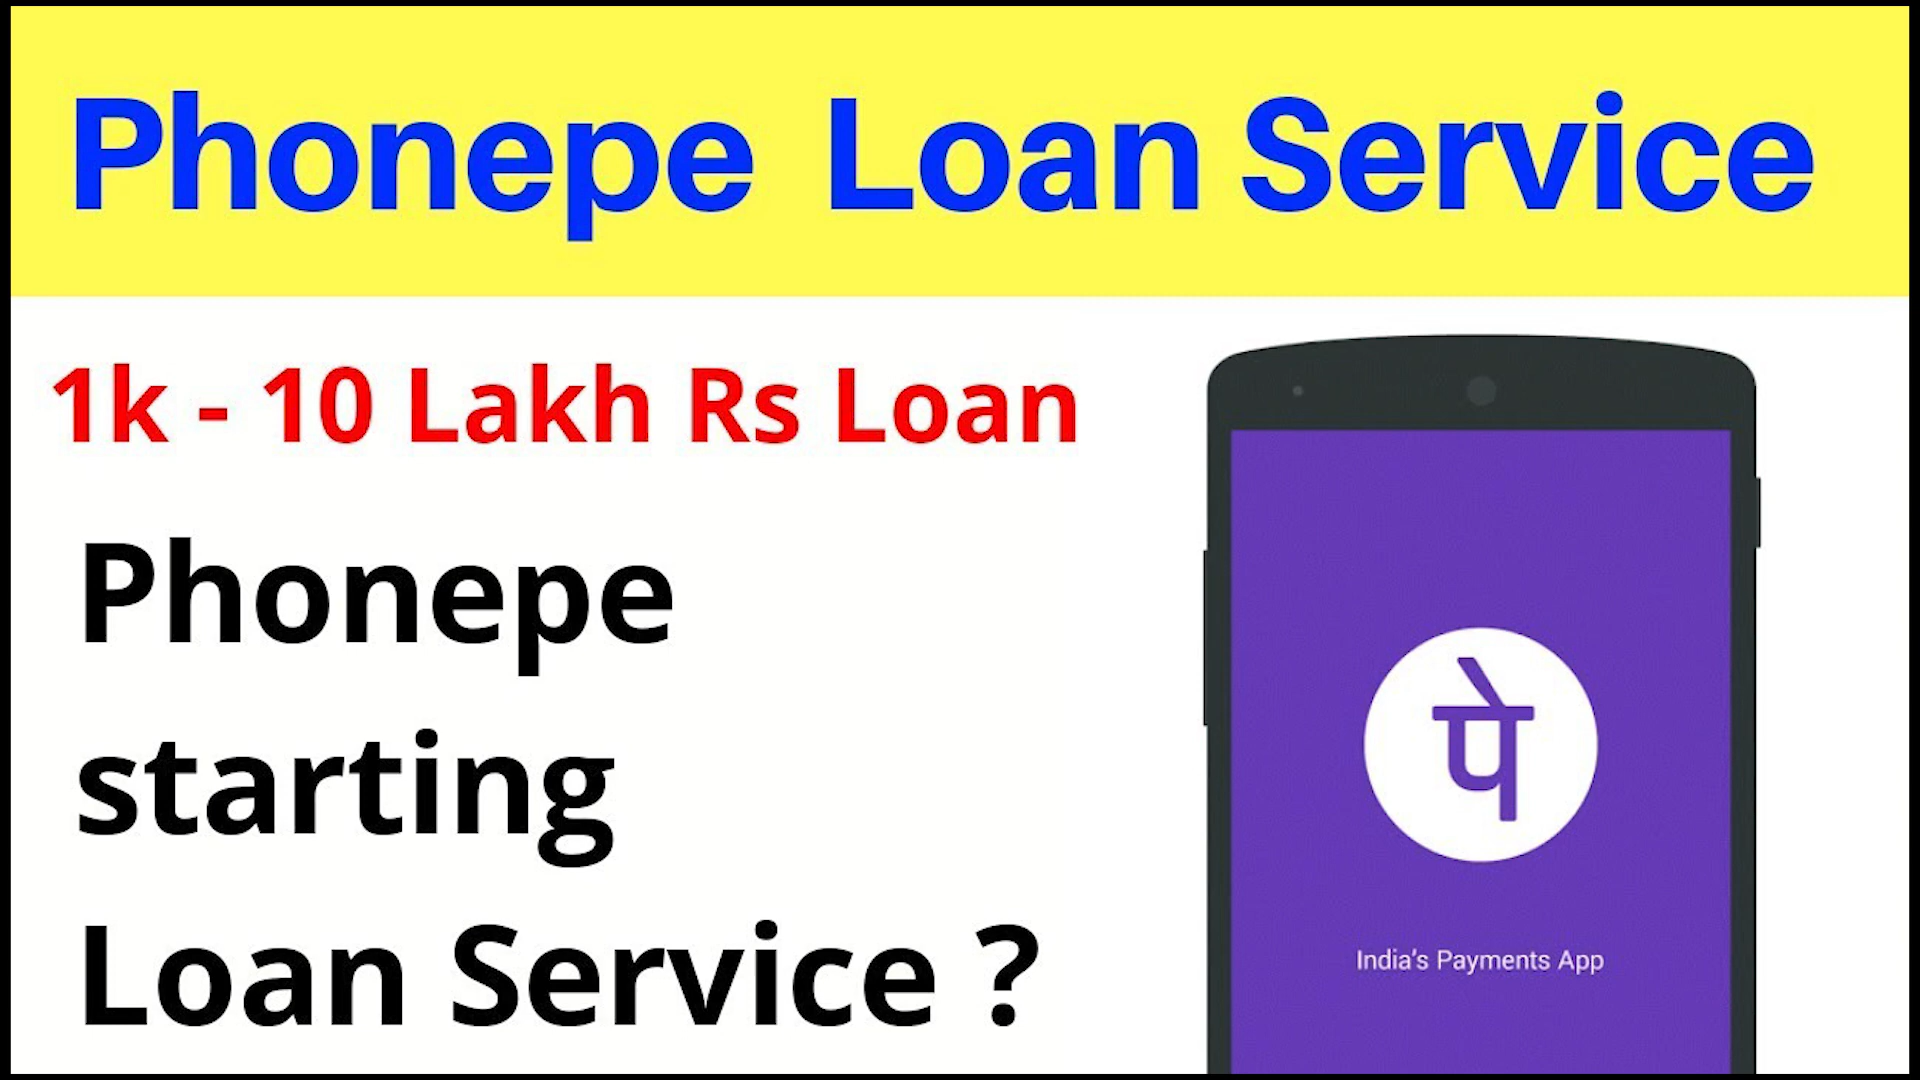 Phonepe Loan Service
1k - 10 Lakh Rs Loan
Phonepe
starting
Loan Service ?
पे
India's Payments App